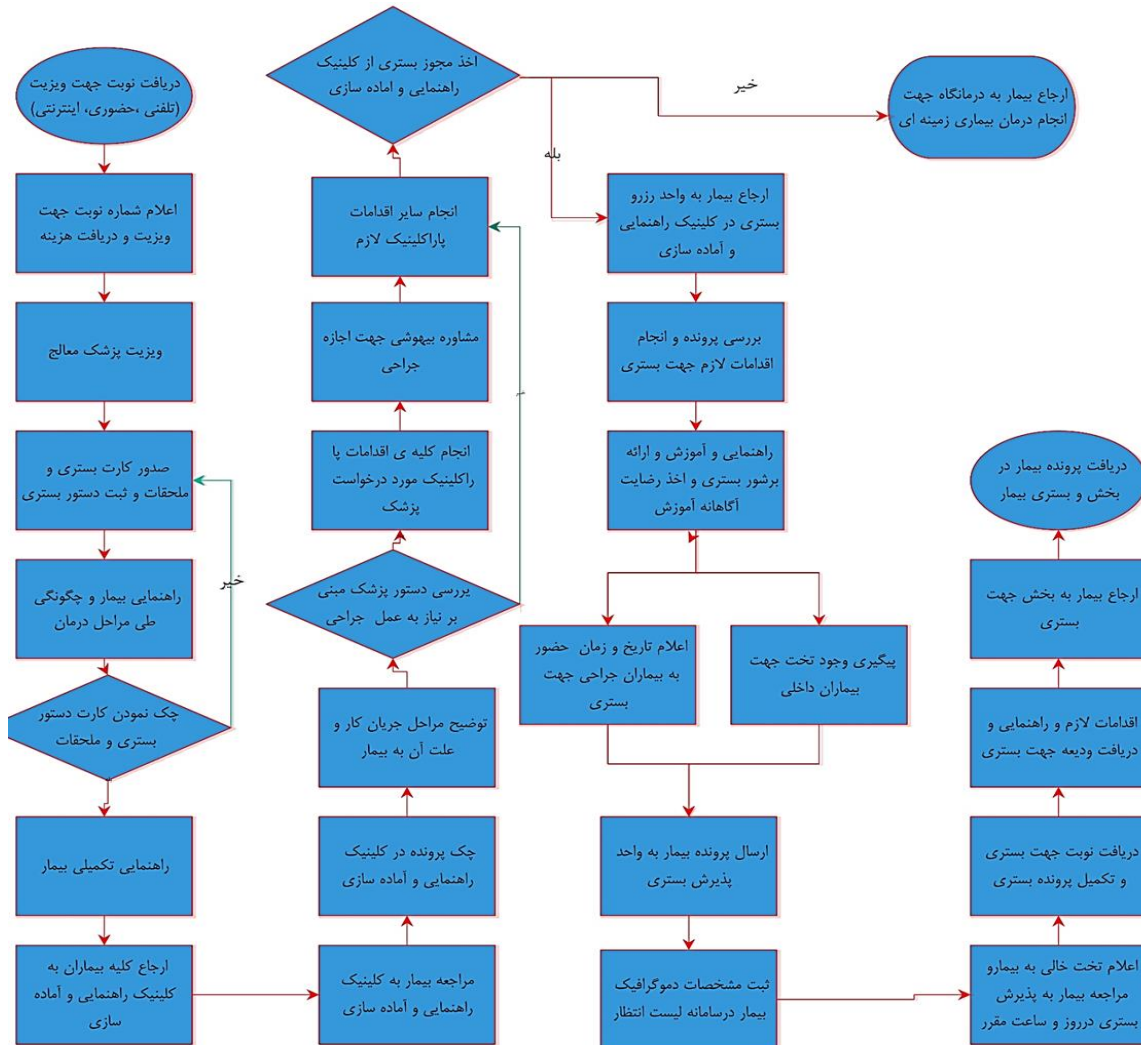 دریافت نوبت جهت ویزیت
(تلفنی ،حضوری، اینترنتی)
اعلام شماره نوبت جهت
ویزیت و دریافت هزینه
ویزیت پزشک معالج
صدور کارت بستری و
ملحقات و ثبت دستور بستری
راهنمایی بیمار و چگونگی
طی مراحل درمان
خیر
چک نمودن کارت دستور
بستری و ملحقات
راهنمایی تکمیلی بیمار
ارجاع کلیه بیماران به
کلینیک راهنمایی و آماده
سازی
مراجعه بیمار به کلینیک
راهنمایی و آماده سازی
چک پرونده در کلینیک
راهنمایی و آماده سازی
توضیح مراحل جریان کار و
علت آن به بیمار
بررسی دستور پزشک مبنی
بر نیاز به عمل جراحی
انجام کلیه ی اقدامات پا
راکلینیک مورد درخواست
پزشک
مشاوره بیهوشی جهت اجازه
جراحی
انجام سایر اقدامات
پاراکلینیک لازم
اخذ مجوز بستری از کلینیک
راهنمایی و اماده سازی
خیر
ارجاع بیمار به درمانگاه جهت
انجام درمان بیماری زمینه ای
بله
ارجاع بیمار به واحد رزرو
بستری در کلینیک راهنمایی
و آماده سازی
بررسی پرونده و انجام
اقدامات لازم جهت بستری
راهنمایی و آموزش و ارائه
برشور بستری و اخذ رضایت
آگاهانه آموزش
اعلام تاریخ و زمان حضور
به بیماران جراحی جهت
بستری
پیگیری وجود تخت جهت
بیماران داخلی
ارسال پرونده بیمار به واحد
پذیرش بستری
ثبت مشخصات دموگرافیک
بیمار درسامانه لیست انتظار
اعلام تخت خالی به بیمارو
مراجعه بیمار به پذیرش
بستری درروز و ساعت مقرر
دریافت نوبت جهت بستری
و تکمیل پرونده بستری
اقدامات لازم و راهنمایی و
دریافت ودیعه جهت بستری
ارجاع بیمار به بخش جهت
بستری
دریافت پرونده بیمار در
بخش و بستری بیمار